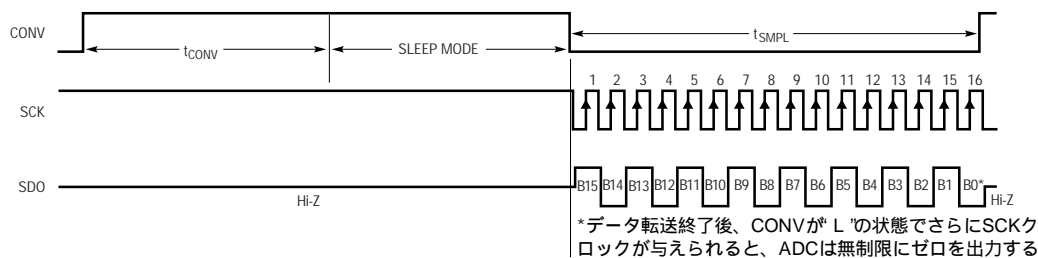 CONV
tCONV
SLEEP MODE
tSMPL
1 2 3 4 5 6 7 8 9 10 11 12 13 14 15 16
SCK
SDO
Hi-Z
B15 B14 B13 B12 B11 B10 B9 B8 B7 B6 B5 B4 B3 B2 B1 B0*
Hi-Z
*データ転送終了後、CONVが“L”の状態でさらにSCKク
ロックが与えられると、ADCは無制限にゼロを出力する